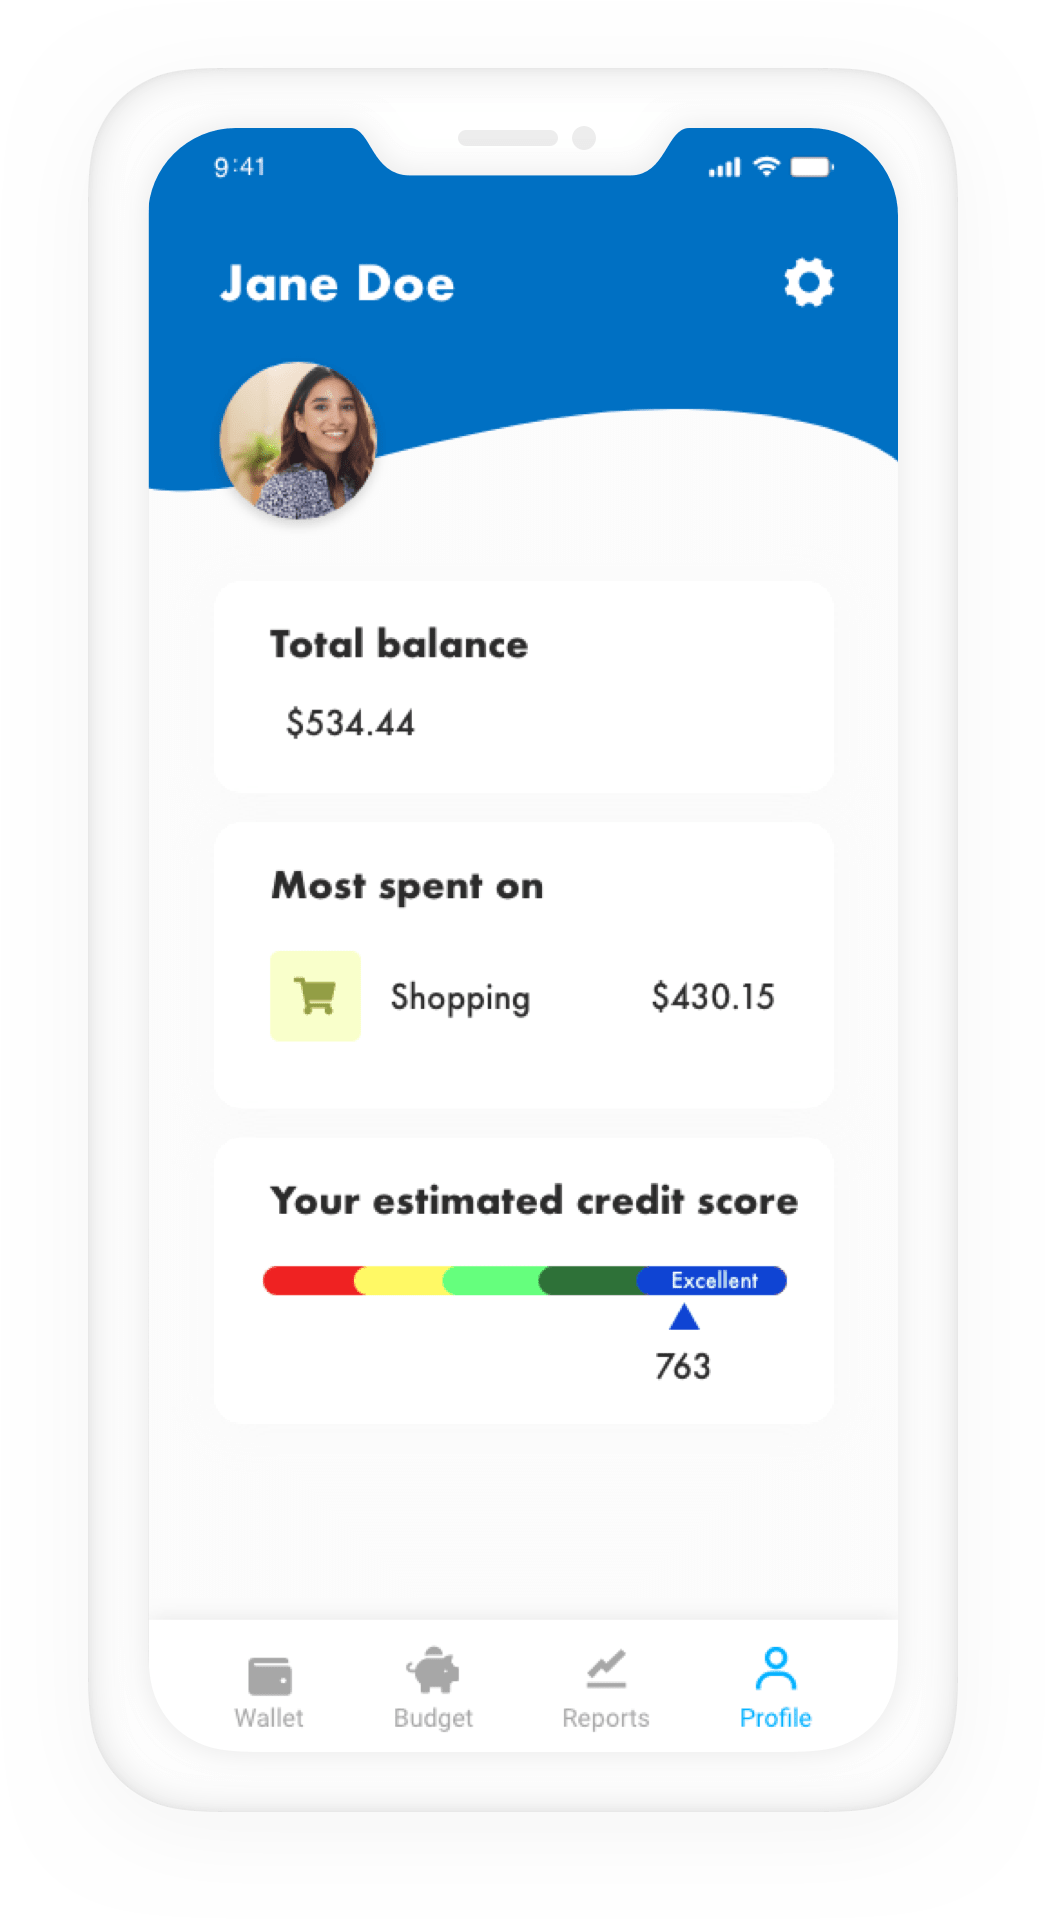 9:41
Jane Doe
Total balance
$534.44
Most spent on
Shopping $430.15
Your estimated credit score
Excellent
763
Wallet Budget Reports Profile